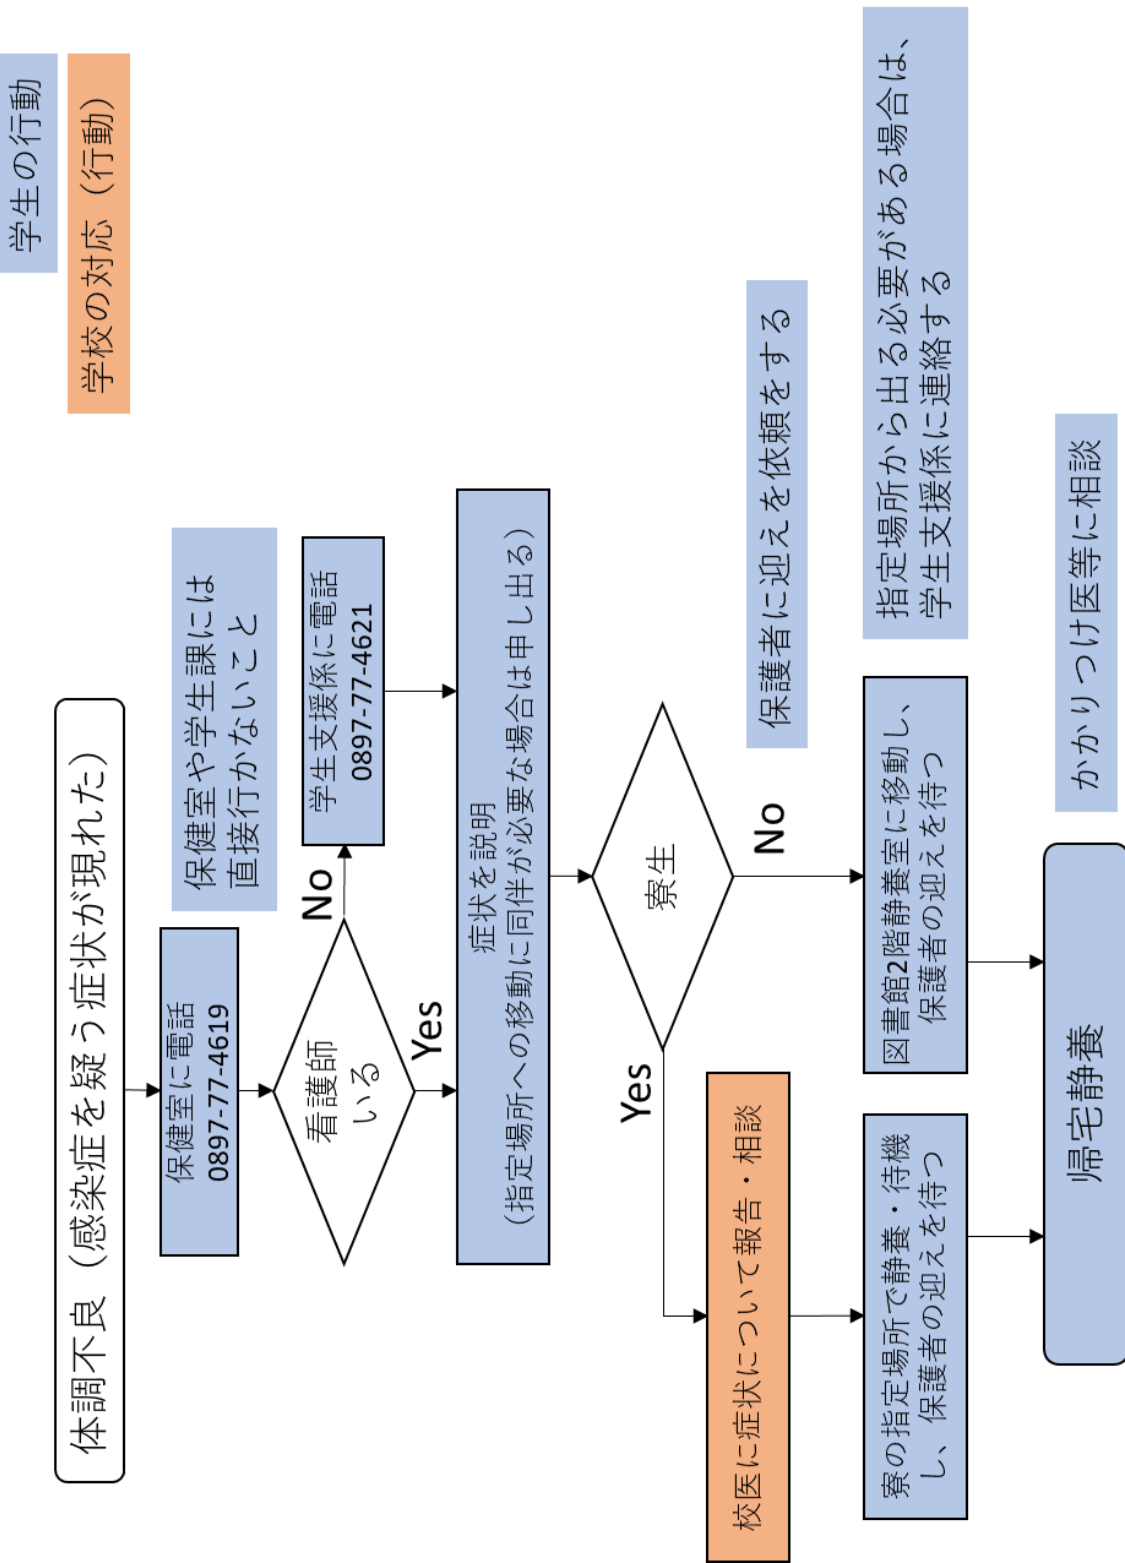 学生の行動
学校の対応（行動）
体調不良（感染症を疑う症状が現れた）
保健室に電話
0897-77-4619
保健室や学生課には
直接行かないこと
看護師
いる
No
学生支援係に電話
0897-77-4621
Yes
症状を説明
（指定場所への移動に同伴が必要な場合は申し出る）
寮生
Yes
No
保護者に迎えを依頼をする
校医に症状について報告・相談
寮の指定場所で静養・待機
し、保護者の迎えを待つ
図書館2階静養室に移動し、
保護者の迎えを待つ
指定場所から出る必要がある場合は、
学生支援係に連絡する
帰宅静養
かかりつけ医等に相談